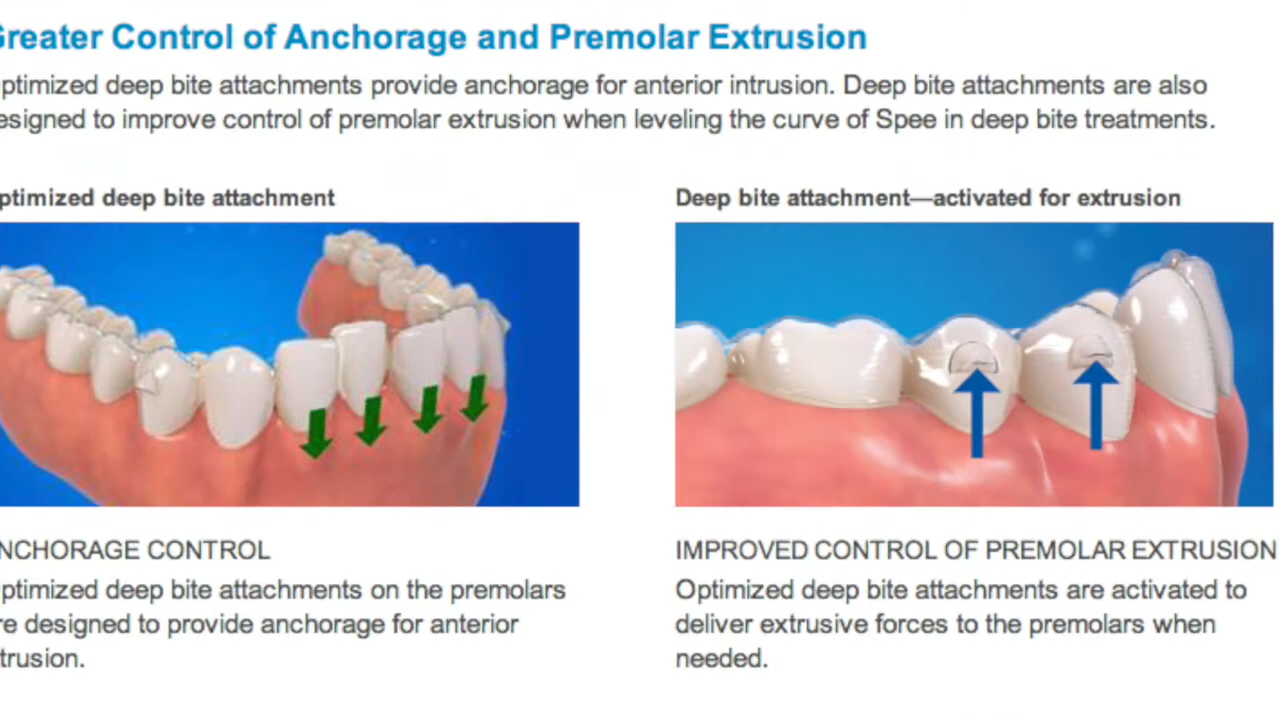 Greater Control of Anchorage and Premolar Extrusion
ptimized deep bite attachments provide anchorage for anterior intrusion. Deep bite attachments are also
esigned to improve control of premolar extrusion when leveling the curve of Spee in deep bite treatments.
ptimized deep bite attachment
Deep bite attachment—activated for extrusion
NCHORAGE CONTROL
ptimized deep bite attachments on the premolars
re designed to provide anchorage for anterior
trusion.
IMPROVED CONTROL OF PREMOLAR EXTRUSION
Optimized deep bite attachments are activated to
deliver extrusive forces to the premolars when
needed.